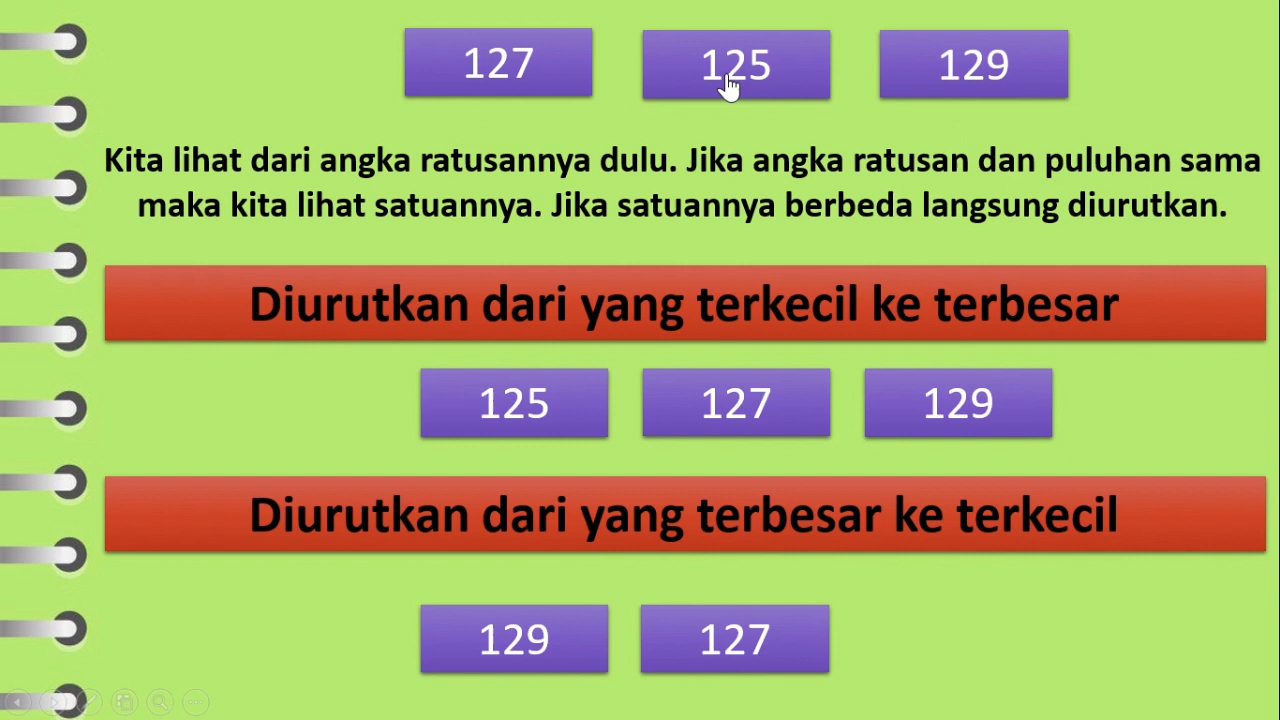 127 125 129
Kita lihat dari angka ratusannya dulu. Jika angka ratusan dan puluhan sama
maka kita lihat satuannya. Jika satuannya berbeda langsung diurutkan.
Diurutkan dari yang terkecil ke terbesar
125 127 129
Diurutkan dari yang terbesar ke terkecil
129 127